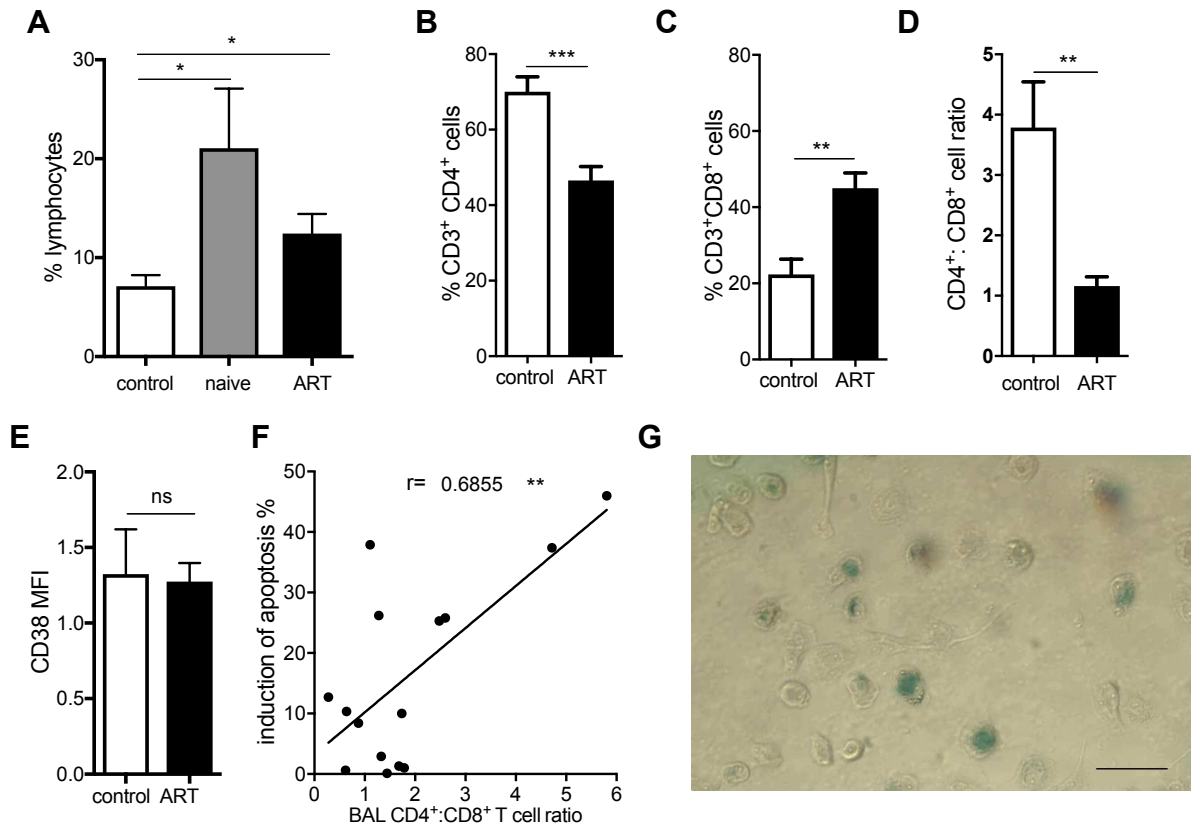 A
*
*
30
20
10
0
% lymphocytes
control naive ART
B
***
80
60
40
20
0
% CD3⁺ CD4⁺ cells
control ART
C
**
80
60
40
20
0
% CD3⁺CD8⁺ cells
control ART
D
**
5
4
3
2
1
0
CD4⁺: CD8⁺ cell ratio
control ART
E
ns
2.0
1.5
1.0
0.5
0.0
CD38 MFI
control ART
F
r= 0.6855 **
50
40
30
20
10
0
induction of apoptosis %
0 1 2 3 4 5 6
BAL CD4⁺:CD8⁺ T cell ratio
G